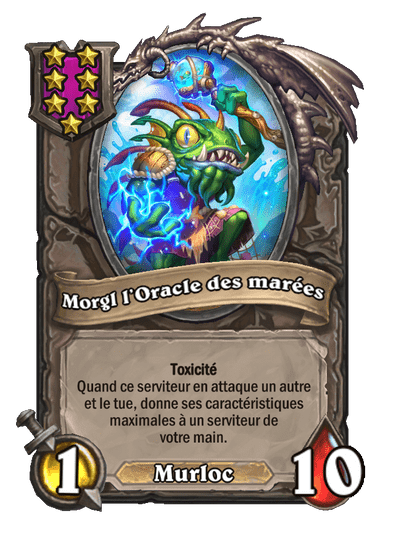 Morgl l'Oracle des marées
Toxicité
Quand ce serviteur en attaque un autre
et le tue, donne ses caractéristiques
maximales à un serviteur de
votre main.
1
Murloc
10